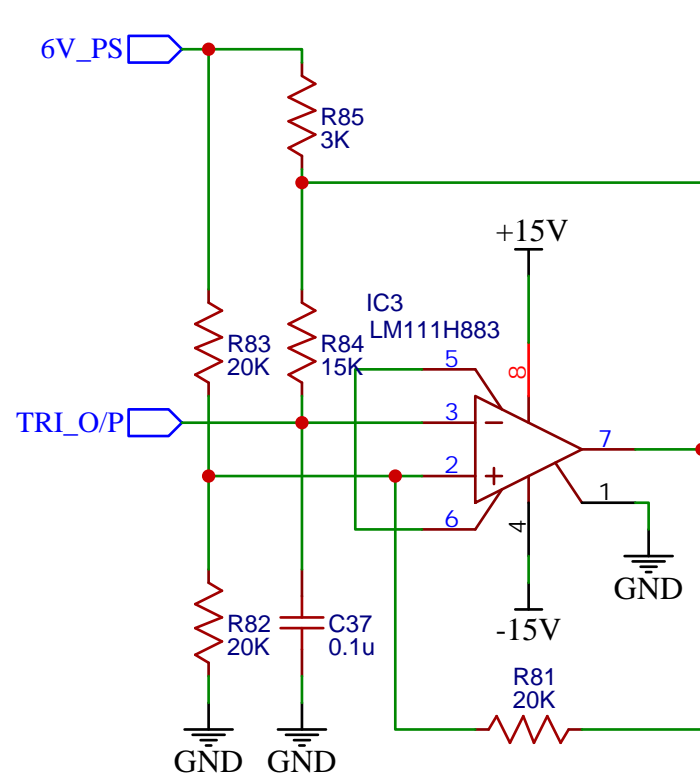 6V_PS
R85
3K
+15V
IC3
LM111H883
R83
20K
R84
15K
5
8
TRI_O/P
3
7
2
1
6
4
GND
-15V
R82
20K
C37
0.1u
R81
20K
GND
GND